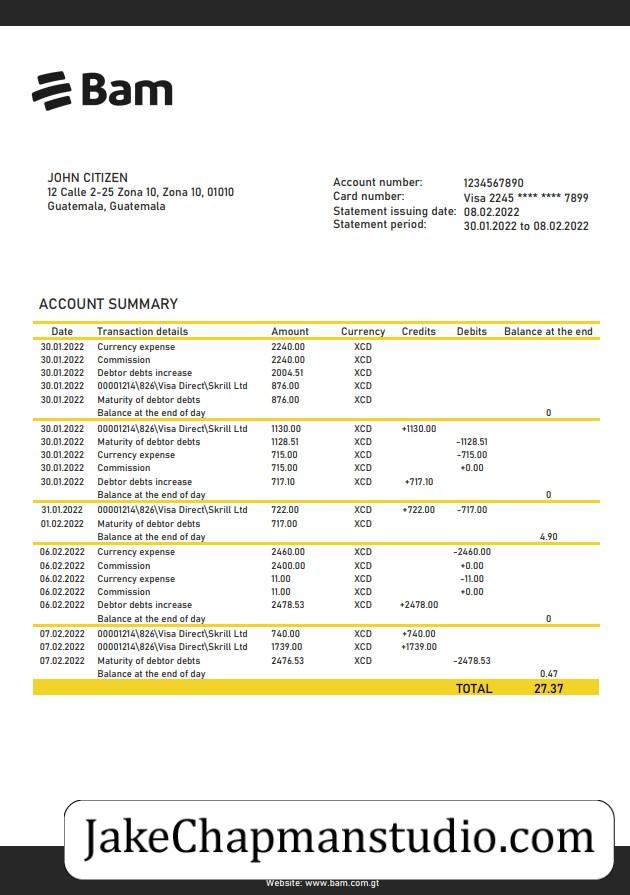 Bam
JOHN CITIZEN
12 Calle 2-25 Zona 10, Zona 10, 01010
Guatemala, Guatemala
Account number: 1234567890
Card number: Visa 2245 **** **** 7899
Statement issuing date: 08.02.2022
Statement period: 30.01.2022 to 08.02.2022
ACCOUNT SUMMARY
Date Transaction details Amount Currency Credits Debits Balance at the end
30.01.2022 Currency expense 2240.00 XCD
30.01.2022 Commission 2240.00 XCD
30.01.2022 Debtor debts increase 2004.51 XCD
30.01.2022 00001214\826\Visa Direct\Skrill Ltd 876.00 XCD
30.01.2022 Maturity of debtor debts 876.00 XCD
Balance at the end of day 0
30.01.2022 00001214\826\Visa Direct\Skrill Ltd 1130.00 XCD +1130.00
30.01.2022 Maturity of debtor debts 1128.51 XCD -1128.51
30.01.2022 Currency expense 715.00 XCD -715.00
30.01.2022 Commission 715.00 XCD +0.00
30.01.2022 Debtor debts increase 717.10 XCD +717.10
Balance at the end of day 0
31.01.2022 00001214\826\Visa Direct\Skrill Ltd 722.00 XCD +722.00 -717.00
01.02.2022 Maturity of debtor debts 717.00 XCD
Balance at the end of day 4.90
06.02.2022 Currency expense 2460.00 XCD -2460.00
06.02.2022 Commission 2400.00 XCD +0.00
06.02.2022 Currency expense 11.00 XCD -11.00
06.02.2022 Commission 11.00 XCD +0.00
06.02.2022 Debtor debts increase 2478.53 XCD +2478.00
Balance at the end of day 0
07.02.2022 00001214\826\Visa Direct\Skrill Ltd 740.00 XCD +740.00
07.02.2022 00001214\826\Visa Direct\Skrill Ltd 1739.00 XCD +1739.00
07.02.2022 Maturity of debtor debts 2476.53 XCD -2478.53
Balance at the end of day 0.47
TOTAL 27.37
JakeChapmanstudio.com
Website: www.bam.com.gt